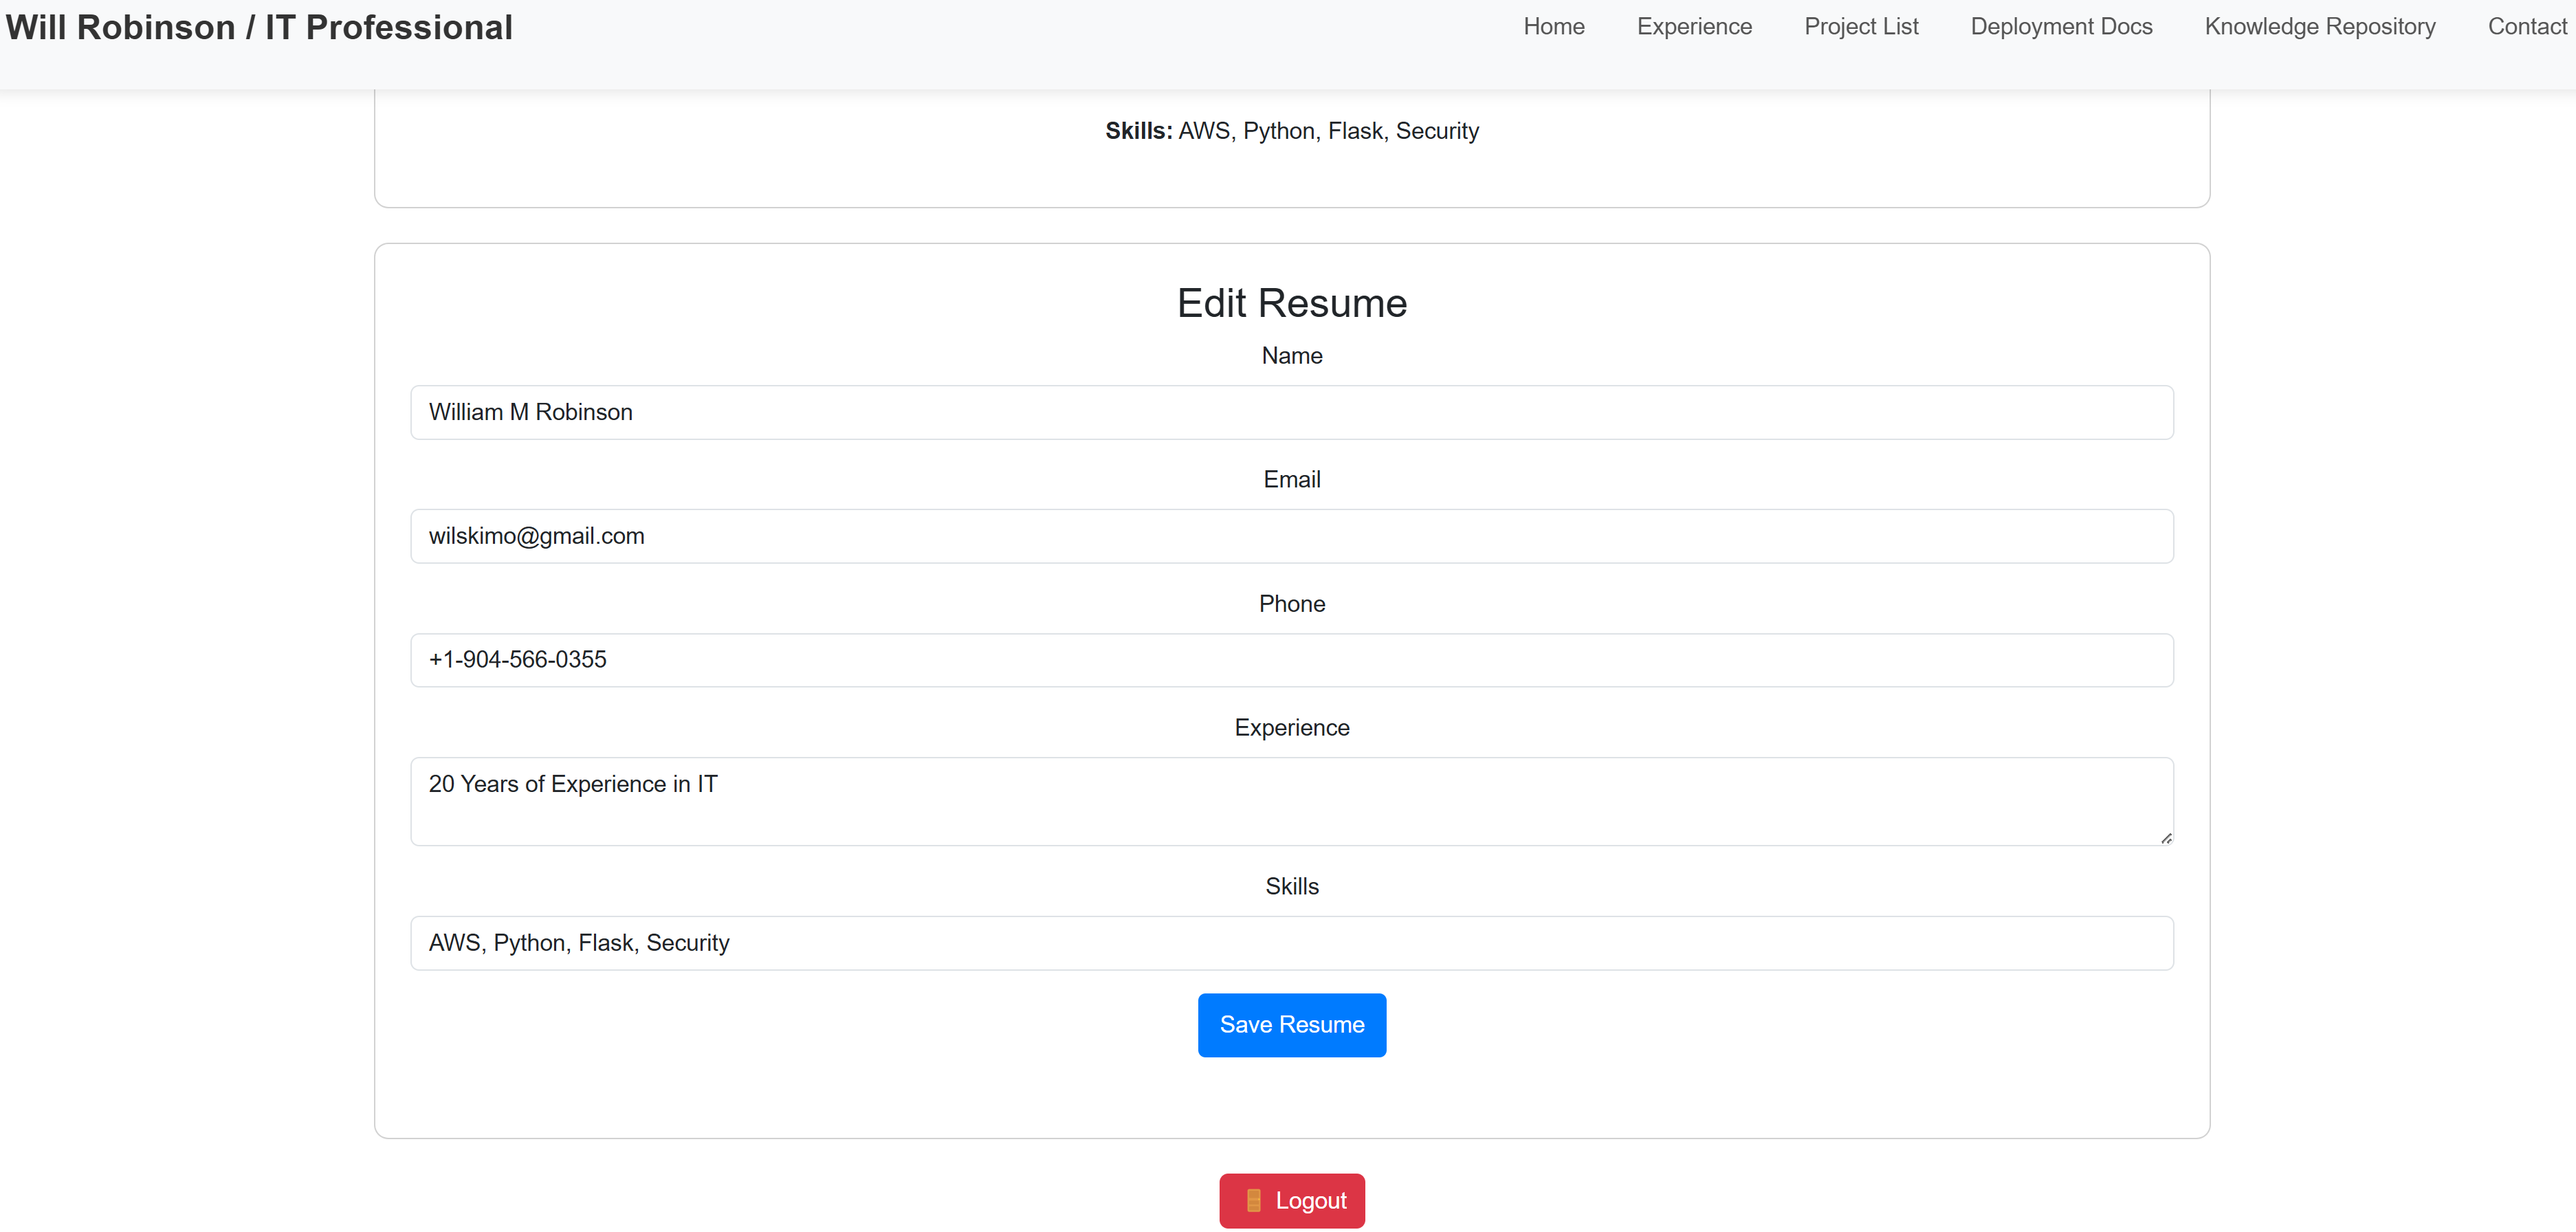 Will Robinson / IT Professional
Home Experience Project List Deployment Docs Knowledge Repository Contact
Skills: AWS, Python, Flask, Security
Edit Resume
Name
William M Robinson
Email
wilskimo@gmail.com
Phone
+1-904-566-0355
Experience
20 Years of Experience in IT
Skills
AWS, Python, Flask, Security
Save Resume
Logout